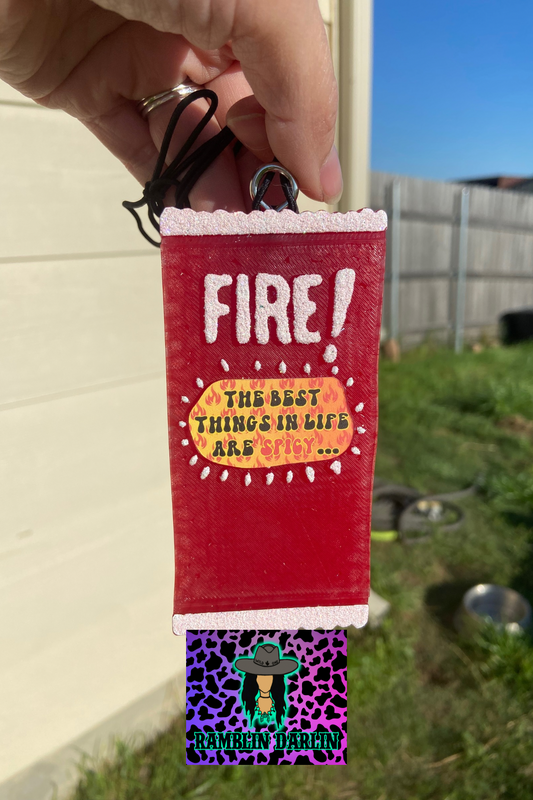 FIRE!
THE BEST
THINGS IN LIFE
ARE SPICY...
RAMBLIN DARLIN